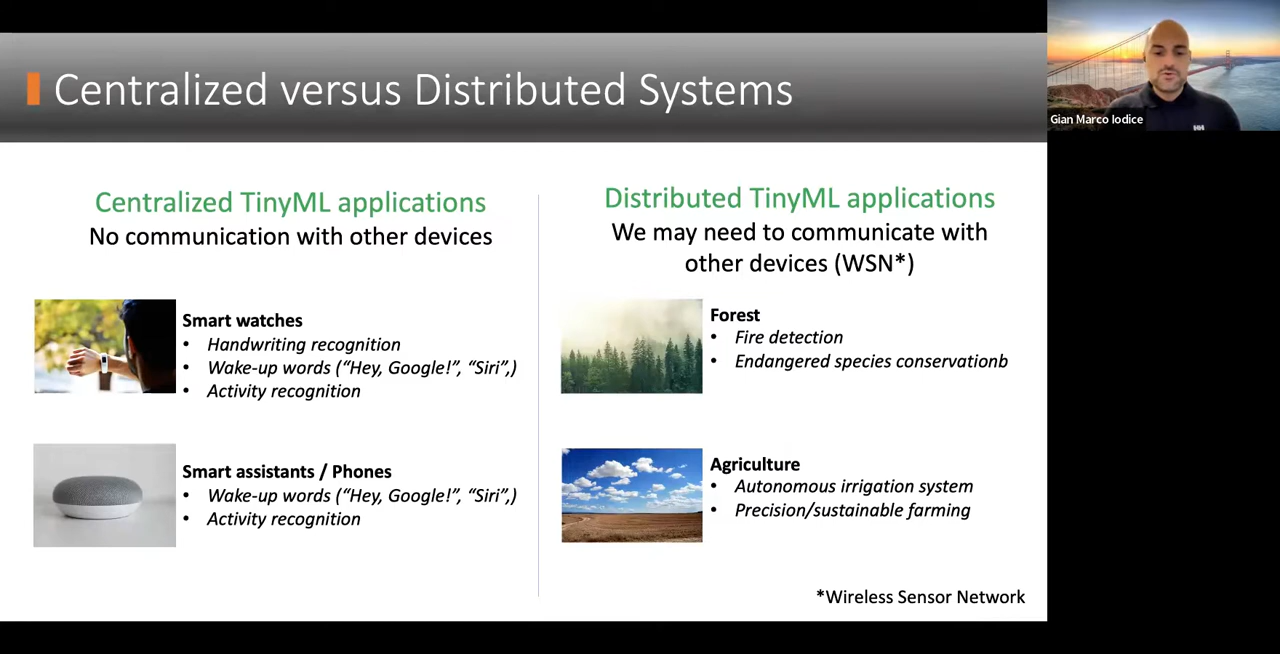 Centralized versus Distributed Systems
Gian Marco Iodice
Centralized TinyML applications
No communication with other devices
Smart watches
• Handwriting recognition
• Wake-up words (“Hey, Google!”, “Siri”,)
• Activity recognition
Smart assistants / Phones
• Wake-up words (“Hey, Google!”, “Siri”,)
• Activity recognition
Distributed TinyML applications
We may need to communicate with
other devices (WSN*)
Forest
• Fire detection
• Endangered species conservationb
Agriculture
• Autonomous irrigation system
• Precision/sustainable farming
*Wireless Sensor Network